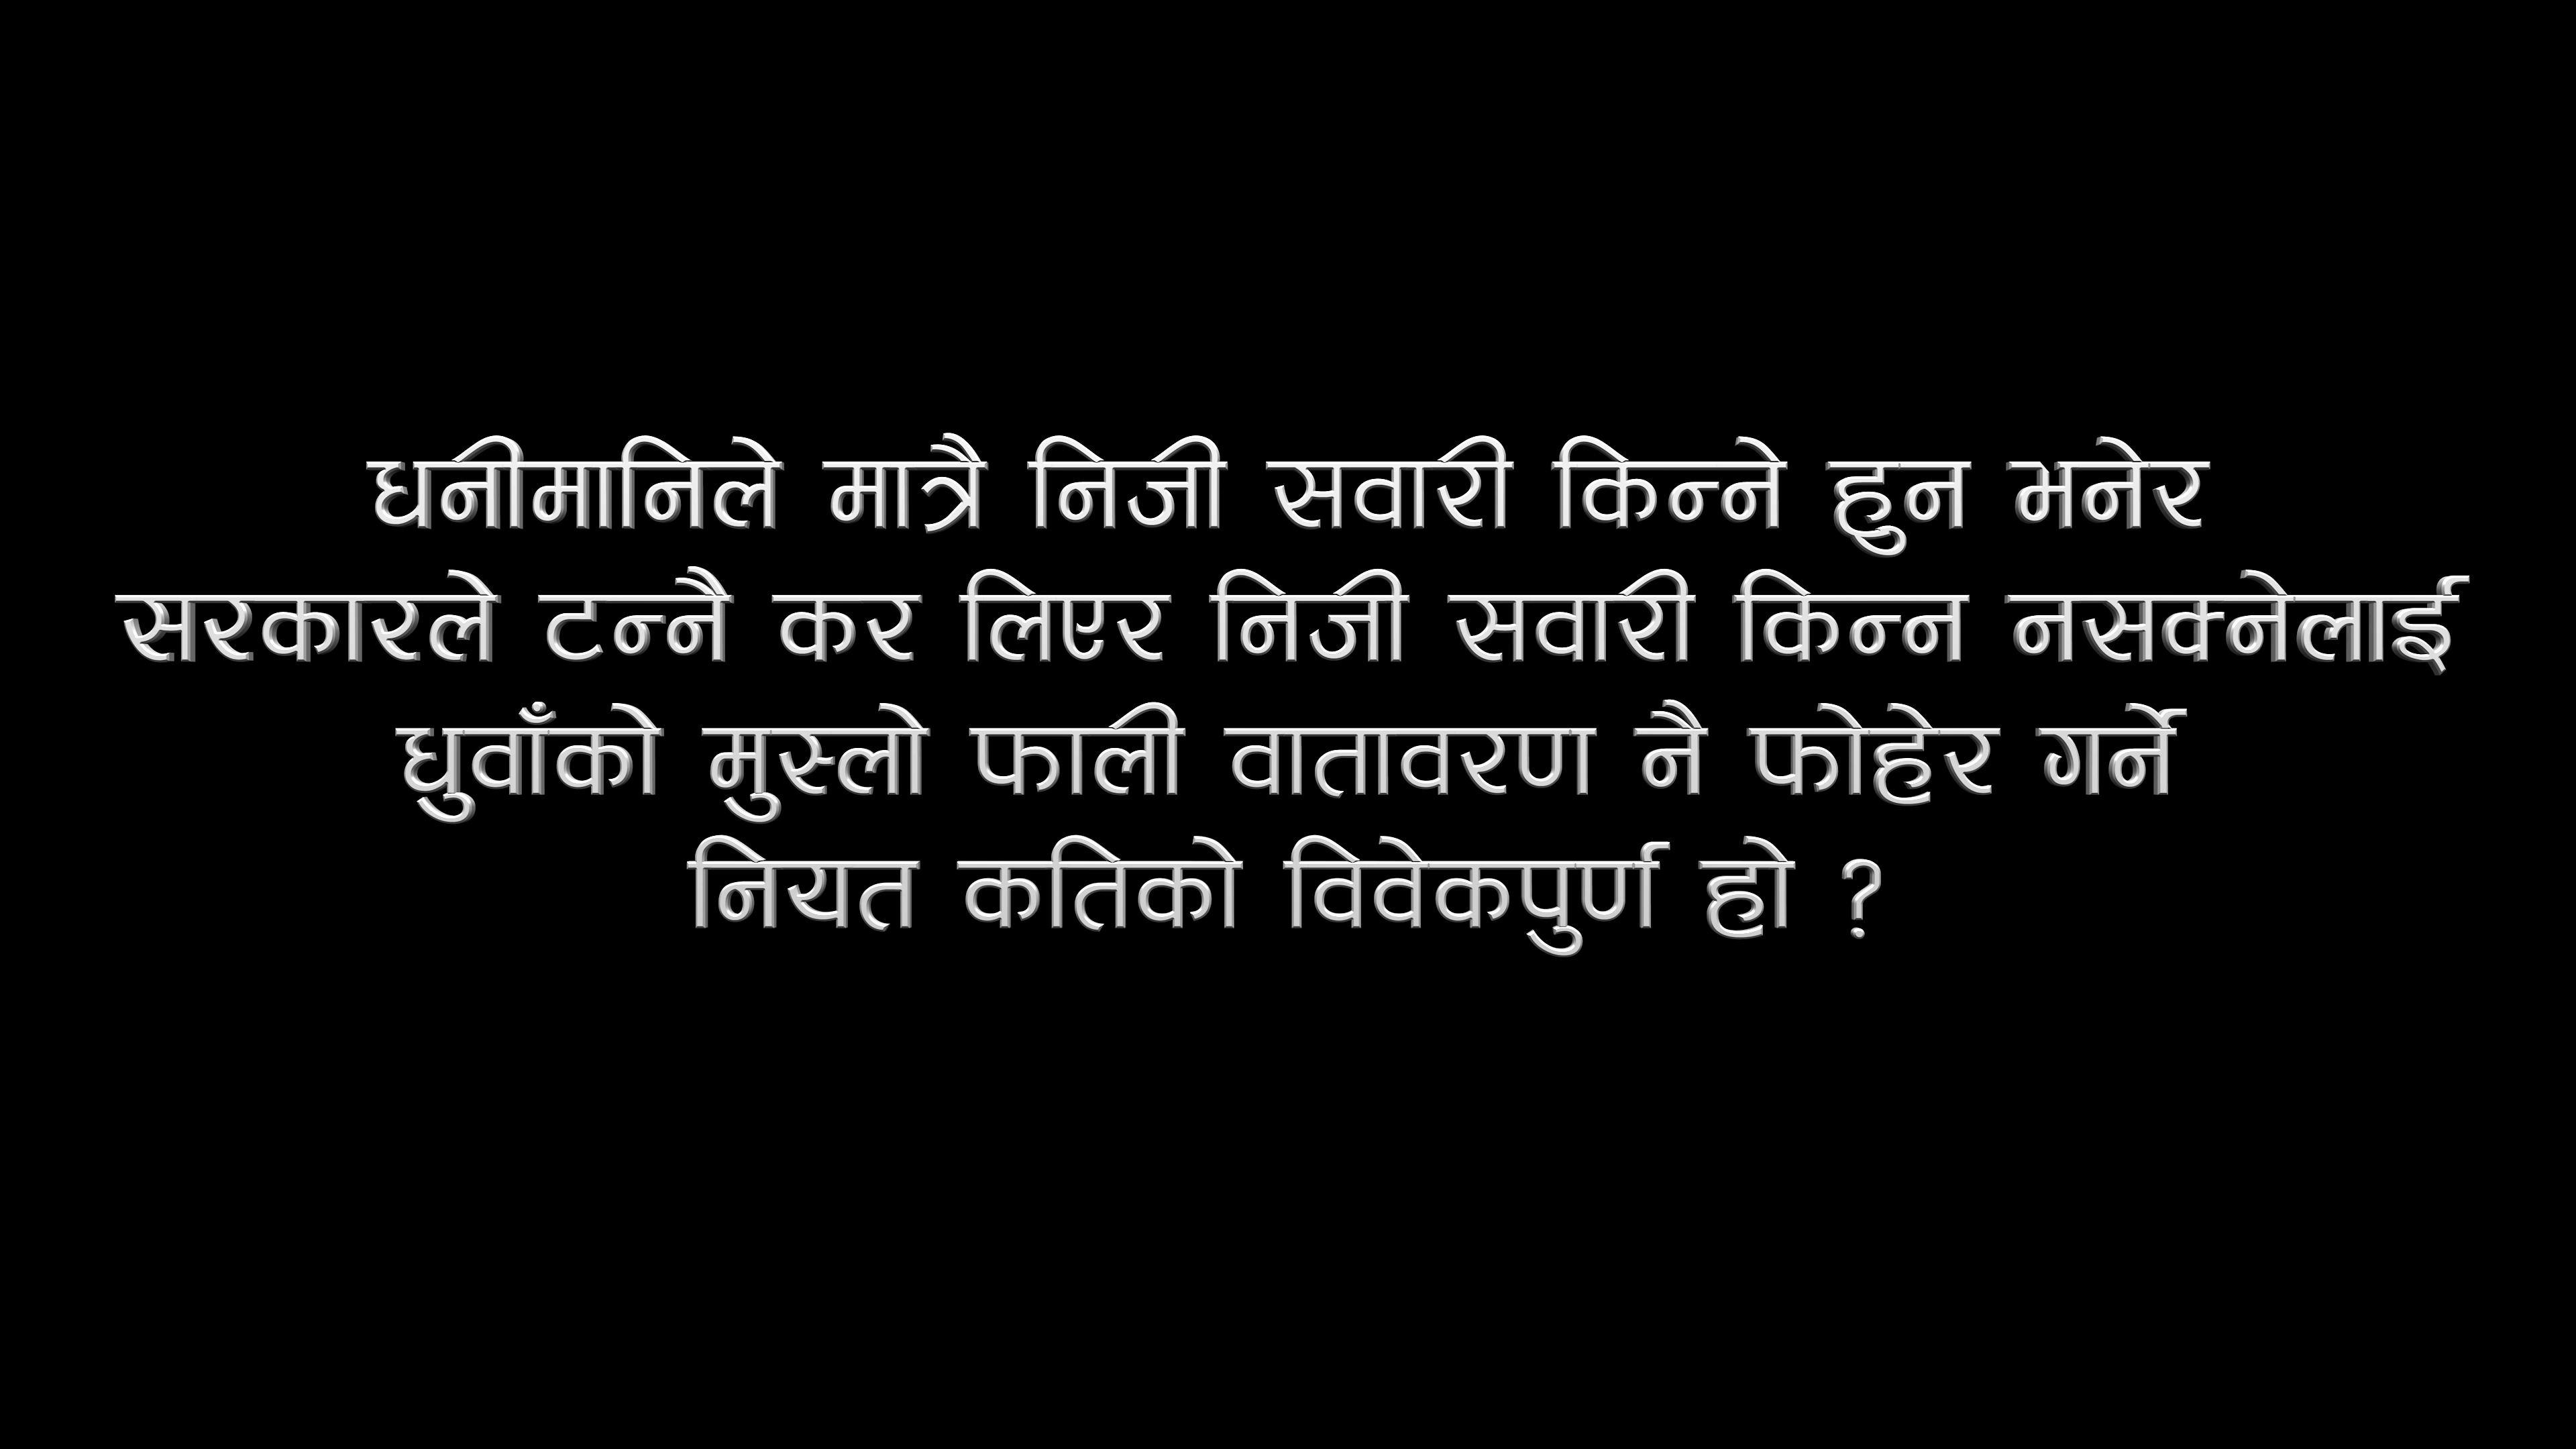 धनीमानिले मात्रै निजी सवारी किन्ने हुन भनेर
सरकारले टन्नै कर लिएर निजी सवारी किन्न नसक्नेलाई
धुवाँको मुस्लो फाली वातावरण नै फोहेर गर्ने
नियत कतिको विवेकपुर्ण हो ?